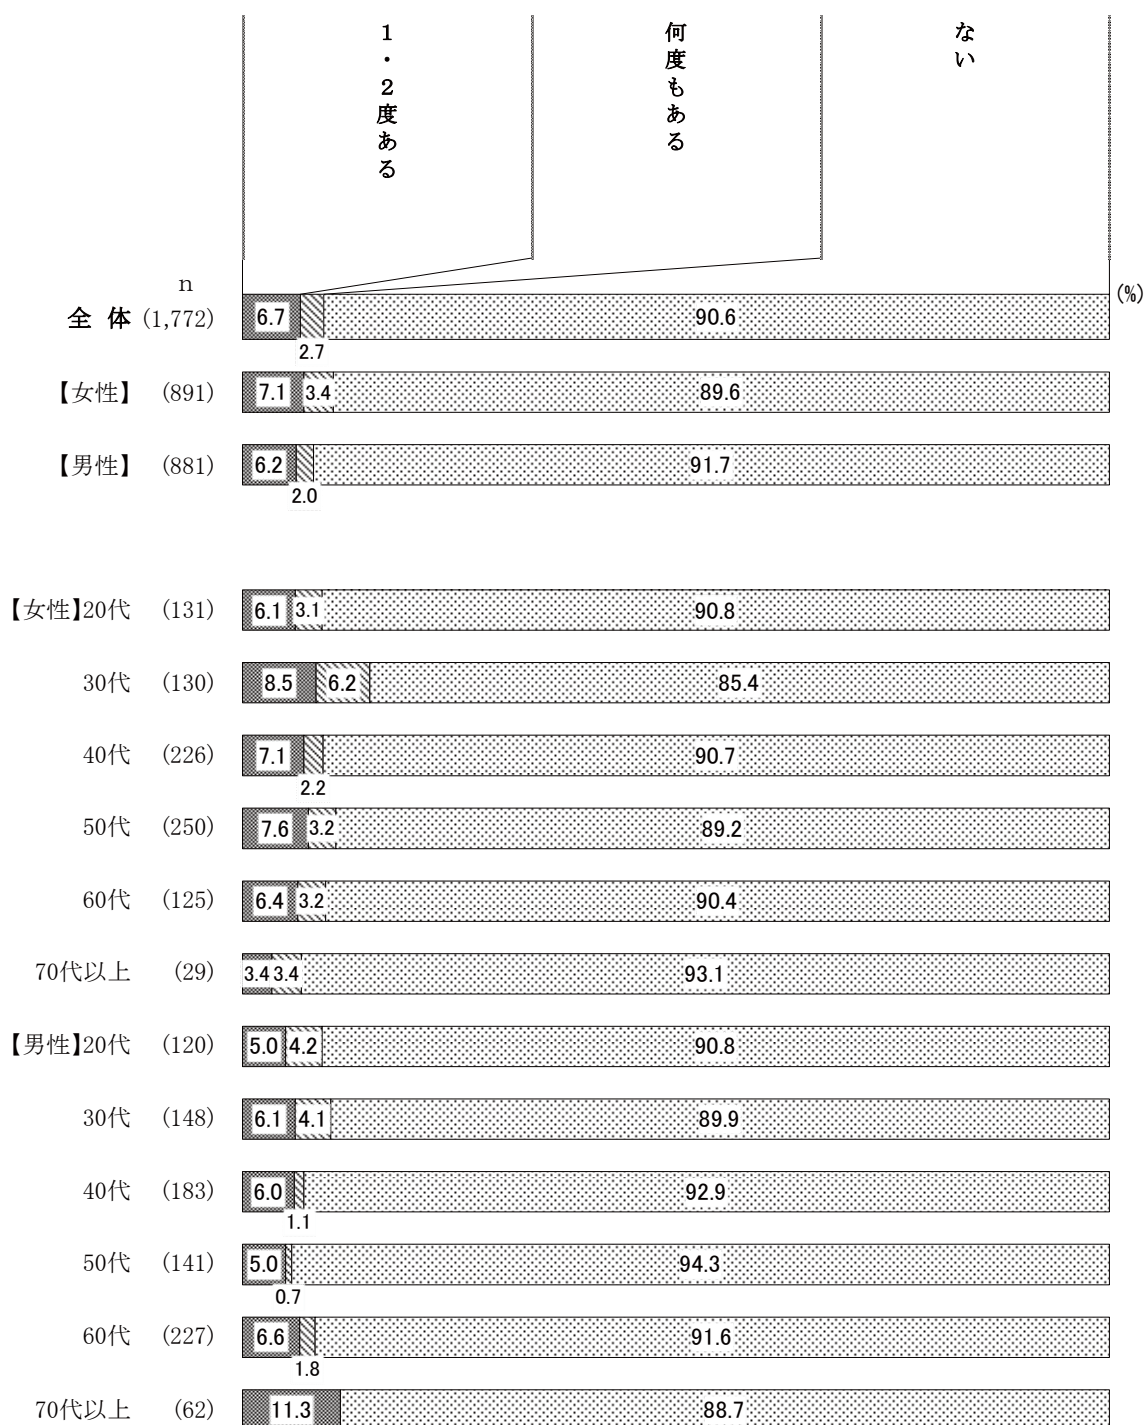 1・2度ある
何度もある
ない
n
(%)
全 体 (1,772) 6.7 2.7 90.6
【女性】 (891) 7.1 3.4 89.6
【男性】 (881) 6.2 2.0 91.7
【女性】20代 (131) 6.1 3.1 90.8
30代 (130) 8.5 6.2 85.4
40代 (226) 7.1 2.2 90.7
50代 (250) 7.6 3.2 89.2
60代 (125) 6.4 3.2 90.4
70代以上 (29) 3.4 3.4 93.1
【男性】20代 (120) 5.0 4.2 90.8
30代 (148) 6.1 4.1 89.9
40代 (183) 6.0 1.1 92.9
50代 (141) 5.0 0.7 94.3
60代 (227) 6.6 1.8 91.6
70代以上 (62) 11.3 88.7